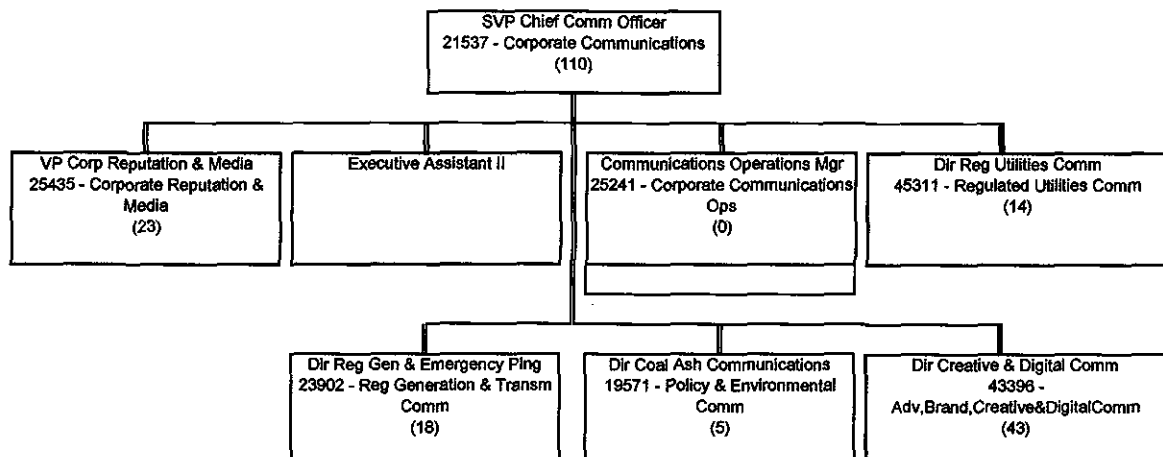 SVP Chief Comm Officer
21537 - Corporate Communications
(110)
VP Corp Reputation & Media
25435 - Corporate Reputation &
Media
(23)
Executive Assistant II
Communications Operations Mgr
25241 - Corporate Communications
Ops
(0)
Dir Reg Utilities Comm
45311 - Regulated Utilities Comm
(14)
Dir Reg Gen & Emergency Plng
23902 - Reg Generation & Transm
Comm
(18)
Dir Coal Ash Communications
19571 - Policy & Environmental
Comm
(5)
Dir Creative & Digital Comm
43396 -
Adv,Brand,Creative&DigitalComm
(43)